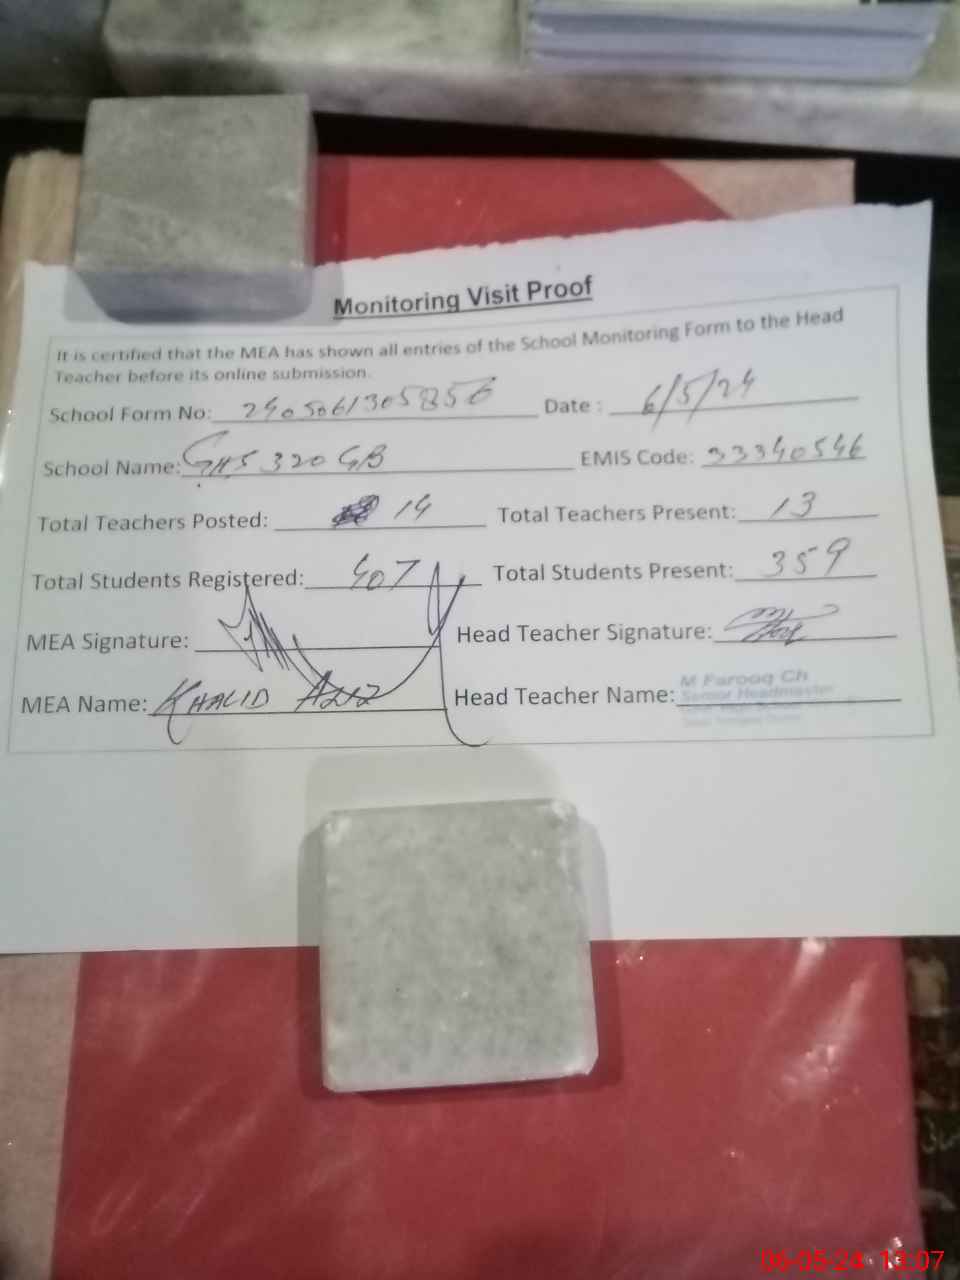 Monitoring Visit Proof
It is certified that the MEA has shown all entries of the School Monitoring Form to the Head
Teacher before its online submission.
School Form No: 2405061305856 Date : 6/5/24
School Name: GHS 320 GB EMIS Code: 33340546
Total Teachers Posted: 14 Total Teachers Present: 13
Total Students Registered: 407 Total Students Present: 359
MEA Signature: Head Teacher Signature:
MEA Name: KHALID AZIZ Head Teacher Name: M Farooq Ch
Senior Headmaster
06-05-24 13:07